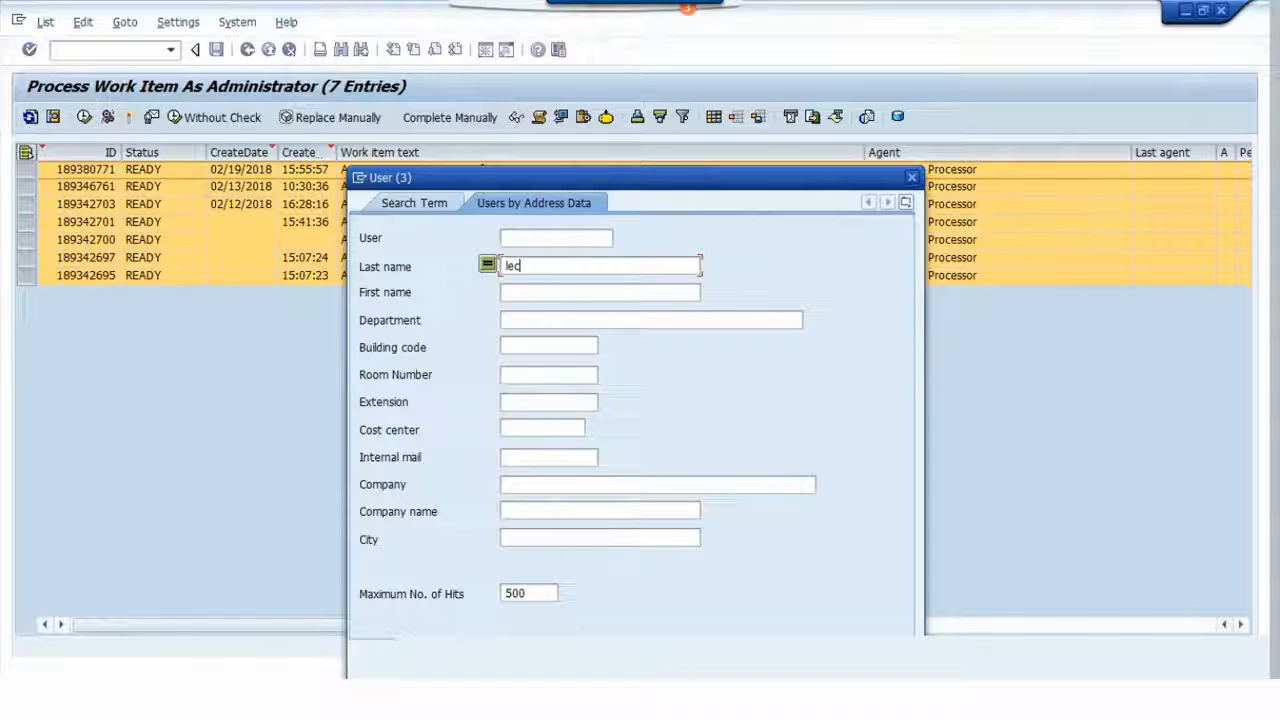 List Edit Goto Settings System Help
Process Work Item As Administrator (7 Entries)
Without Check Replace Manually Complete Manually
ID Status CreateDate Create... Work item text Agent Last agent A Pe
189380771 READY 02/19/2018 15:55:57 A Processor
189346761 READY 02/13/2018 10:30:36 A Processor
189342703 READY 02/12/2018 16:28:16 A Processor
189342701 READY 15:41:36 A Processor
189342700 READY A Processor
189342697 READY 15:07:24 A Processor
189342695 READY 15:07:23 A Processor
User (3)
Search Term Users by Address Data
User
Last name lec
First name
Department
Building code
Room Number
Extension
Cost center
Internal mail
Company
Company name
City
Maximum No. of Hits 500